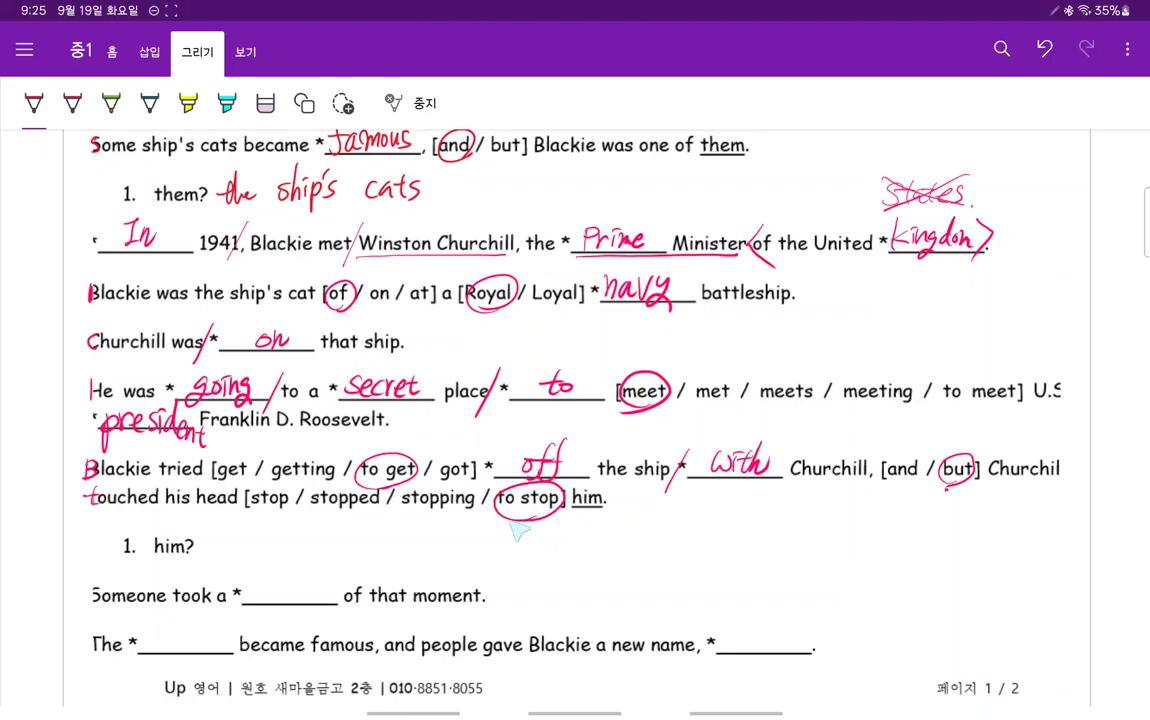 9:25 9월 19일 화요일 35%
중1 홈 삽입 그리기 보기
중지
Some ship's cats became * famous, [and / but] Blackie was one of them.
1. them? the ship's cats
States.
* In 1941, Blackie met Winston Churchill, the * Prime Minister of the United * kingdon.
Blackie was the ship's cat [of / on / at] a [Royal / Loyal] * navy battleship.
Churchill was * on that ship.
He was * going to a * secret place * to [meet / met / meets / meeting / to meet] U.S
* president Franklin D. Roosevelt.
Blackie tried [get / getting / to get / got] * off the ship * with Churchill, [and / but] Churchil
touched his head [stop / stopped / stopping / to stop] him.
1. him?
Someone took a *__________ of that moment.
The *__________ became famous, and people gave Blackie a new name, *__________.
Up 영어 | 원호 새마을금고 2층 | 010·8851·8055 페이지 1 / 2